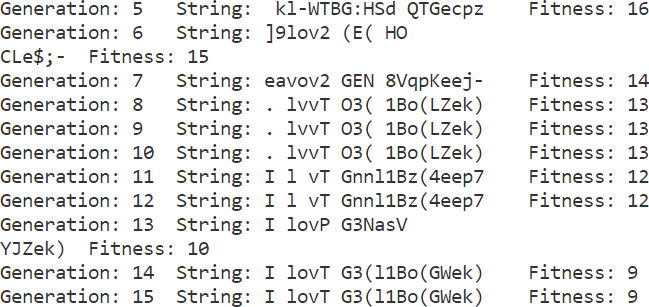 Generation: 5 String: kl-WTBG:HSd QTGecpz Fitness: 16
Generation: 6 String: ]9lov2 (E( HO
CLe$;- Fitness: 15
Generation: 7 String: eavov2 GEN 8VqpKeej- Fitness: 14
Generation: 8 String: . lvvT O3( 1Bo(LZek) Fitness: 13
Generation: 9 String: . lvvT O3( 1Bo(LZek) Fitness: 13
Generation: 10 String: . lvvT O3( 1Bo(LZek) Fitness: 13
Generation: 11 String: I l vT Gnnl1Bz(4eep7 Fitness: 12
Generation: 12 String: I l vT Gnnl1Bz(4eep7 Fitness: 12
Generation: 13 String: I lovP G3NasV
YJZek) Fitness: 10
Generation: 14 String: I lovT G3(l1Bo(GWek) Fitness: 9
Generation: 15 String: I lovT G3(l1Bo(GWek) Fitness: 9